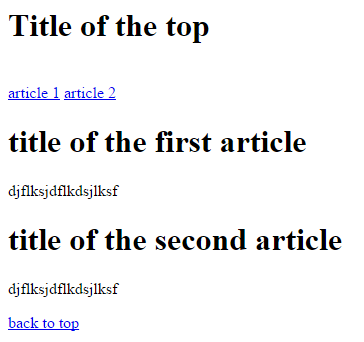 Title of the top
article 1 article 2
title of the first article
djflksjdflkdsjlksf
title of the second article
djflksjdflkdsjlksf
back to top